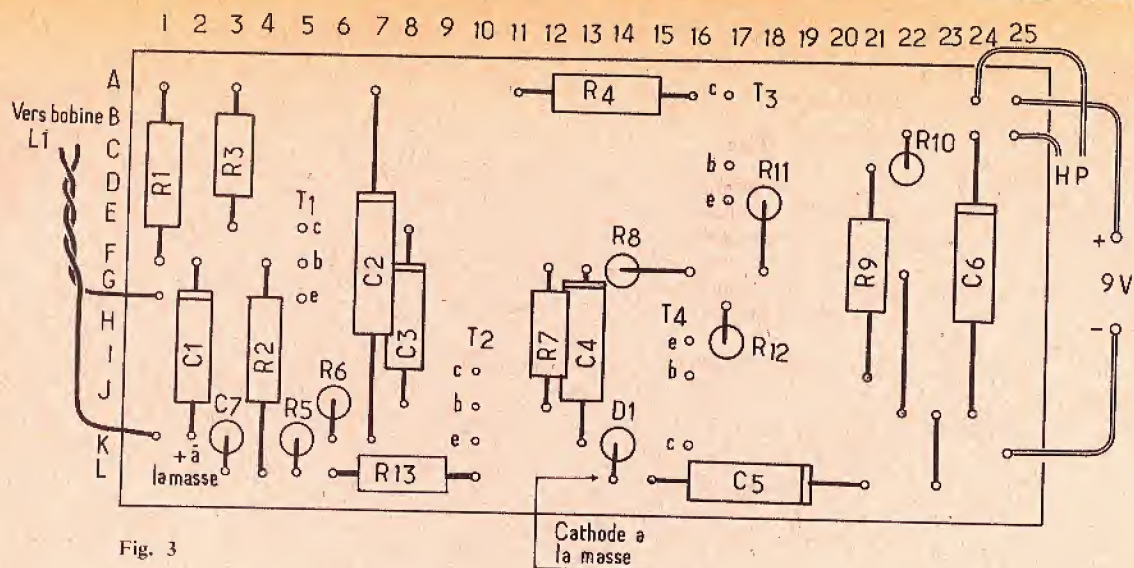 1 2 3 4 5 6 7 8 9 10 11 12 13 14 15 16 17 18 19 20 21 22 23 24 25
A
B
C
D
E
F
G
H
I
J
K
L
Vers bobine
L1
R1
R3
T1
c
b
e
C1
R2
C7
R5
R6
+ à
la masse
C2
C3
R13
T2
c
b
e
R4
R7
C4
R8
D1
Cathode a
la masse
c T3
b
e
R11
T4
e
b
c
R12
C5
R9
R10
C6
HP
+
9V
-
Fig. 3